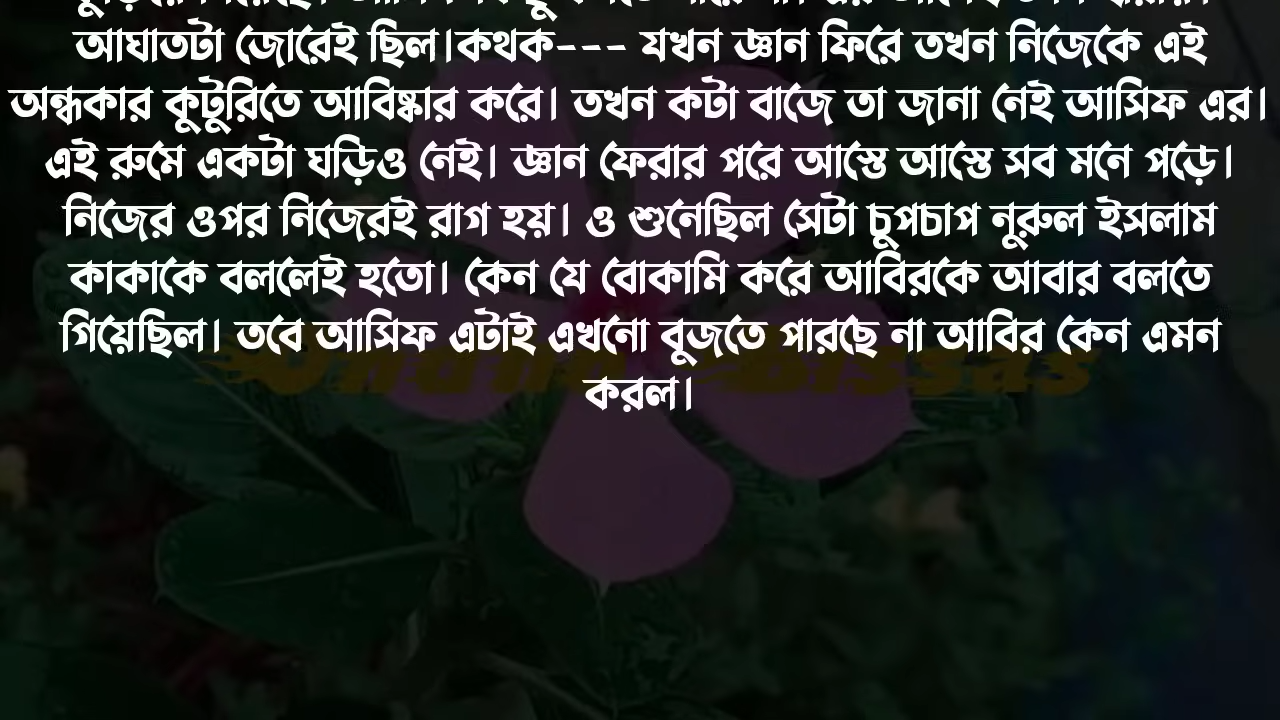 আঘাতটা জোরেই ছিল।কথক--- যখন জ্ঞান ফিরে তখন নিজেকে এই
অন্ধকার কুটুরিতে আবিষ্কার করে। তখন কটা বাজে তা জানা নেই আসিফ এর।
এই রুমে একটা ঘড়িও নেই। জ্ঞান ফেরার পরে আস্তে আস্তে সব মনে পড়ে।
নিজের ওপর নিজেরই রাগ হয়। ও শুনেছিল সেটা চুপচাপ নুরুল ইসলাম
কাকাকে বললেই হতো। কেন যে বোকামি করে আবিরকে আবার বলতে
গিয়েছিল। তবে আসিফ এটাই এখনো বুজতে পারছে না আবির কেন এমন
করল।